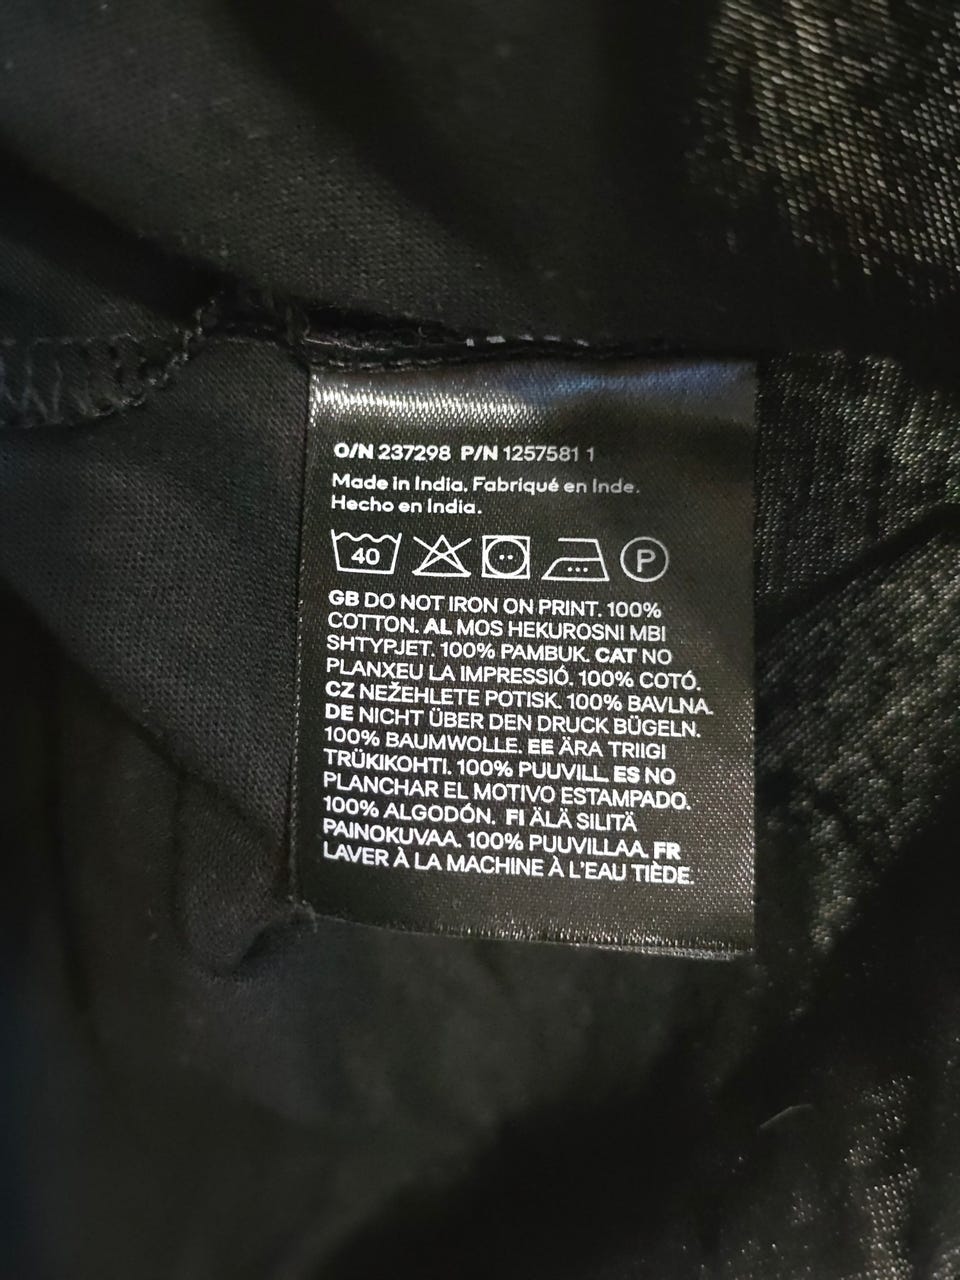 O/N 237298 P/N 1257581 1
Made in India. Fabriqué en Inde.
Hecho en India.
40 P
GB DO NOT IRON ON PRINT. 100%
COTTON. AL MOS HEKUROSNI MBI
SHTYPJET. 100% PAMBUK. CAT NO
PLANXEU LA IMPRESSIÓ. 100% COTÓ.
CZ NEŽEHLETE POTISK. 100% BAVLNA.
DE NICHT ÜBER DEN DRUCK BÜGELN.
100% BAUMWOLLE. EE ÄRA TRIIGI
TRÜKIKOHTI. 100% PUUVILL. ES NO
PLANCHAR EL MOTIVO ESTAMPADO.
100% ALGODÓN. FI ÄLÄ SILITÄ
PAINOKUVAA. 100% PUUVILLAA. FR
LAVER À LA MACHINE À L'EAU TIÈDE.